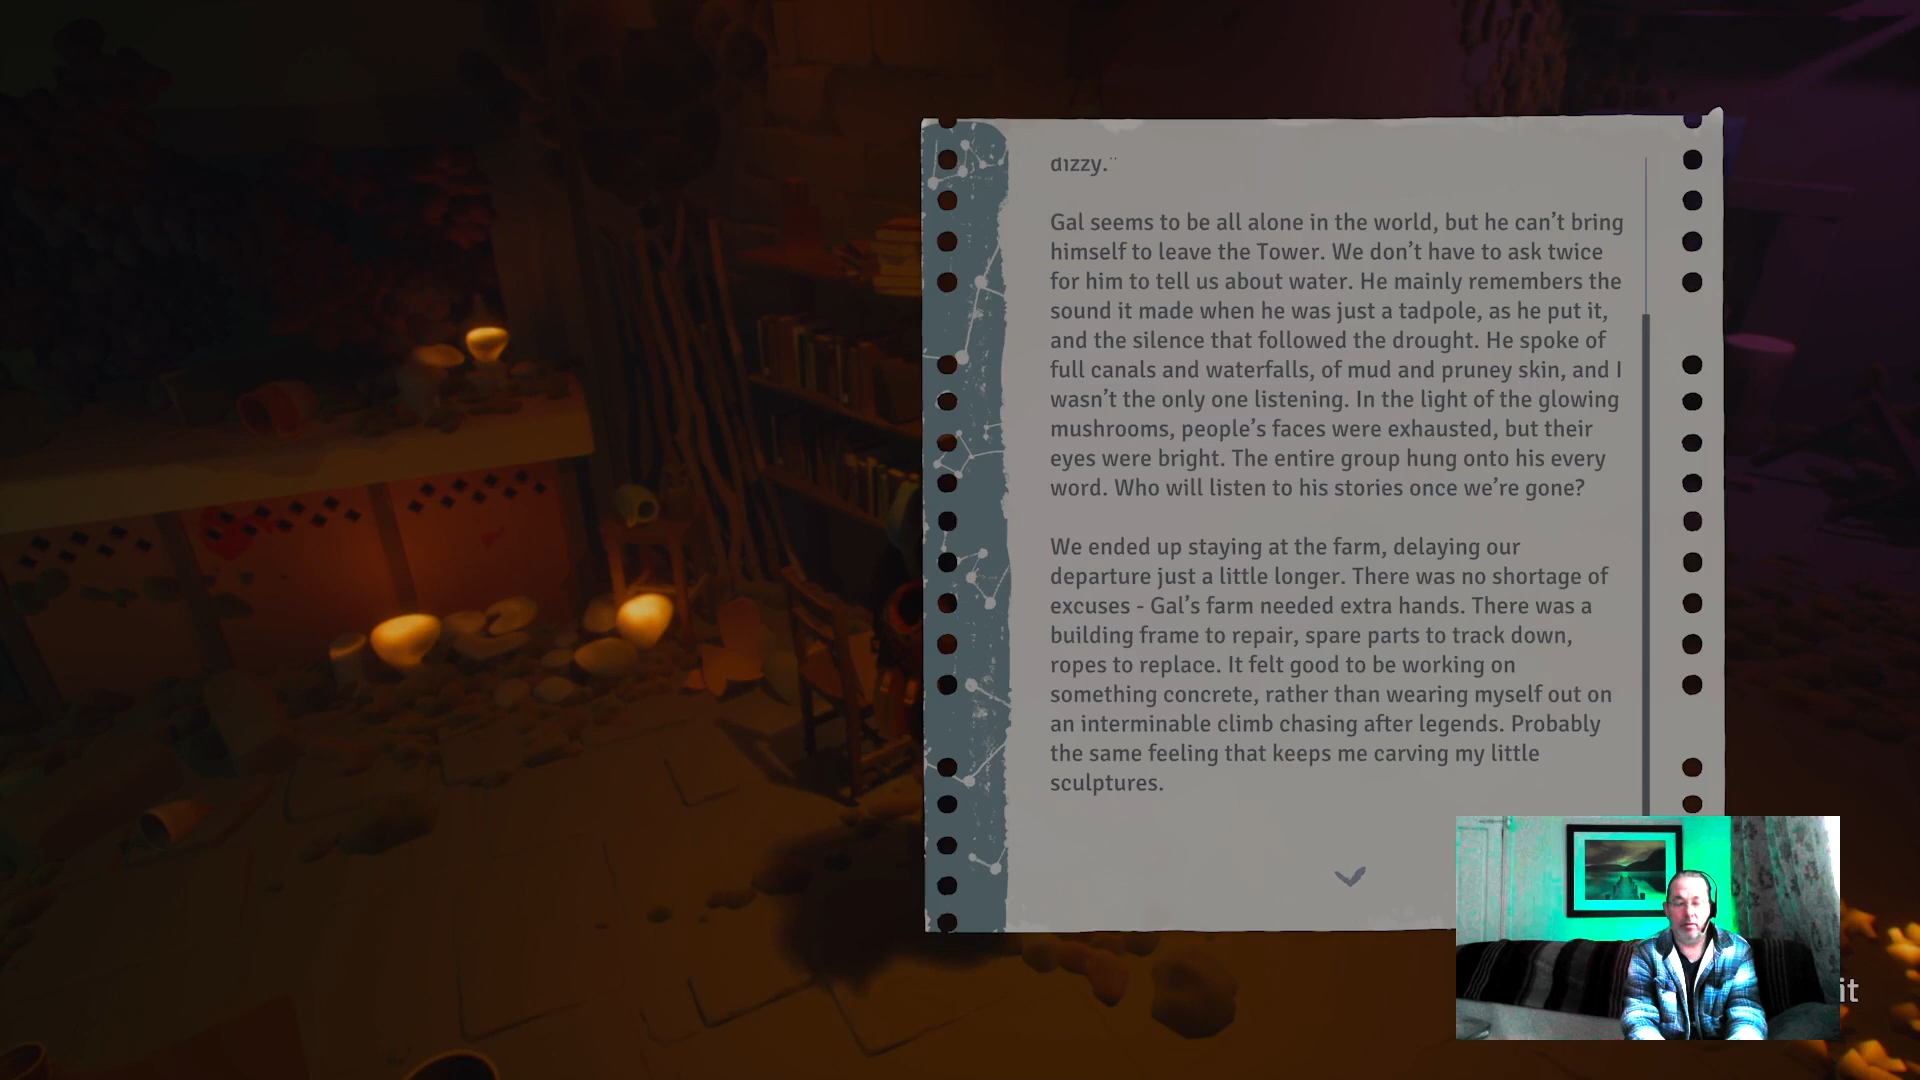 dizzy."
Gal seems to be all alone in the world, but he can’t bring
himself to leave the Tower. We don’t have to ask twice
for him to tell us about water. He mainly remembers the
sound it made when he was just a tadpole, as he put it,
and the silence that followed the drought. He spoke of
full canals and waterfalls, of mud and pruney skin, and I
wasn’t the only one listening. In the light of the glowing
mushrooms, people’s faces were exhausted, but their
eyes were bright. The entire group hung onto his every
word. Who will listen to his stories once we’re gone?
We ended up staying at the farm, delaying our
departure just a little longer. There was no shortage of
excuses - Gal’s farm needed extra hands. There was a
building frame to repair, spare parts to track down,
ropes to replace. It felt good to be working on
something concrete, rather than wearing myself out on
an interminable climb chasing after legends. Probably
the same feeling that keeps me carving my little
sculptures.
it